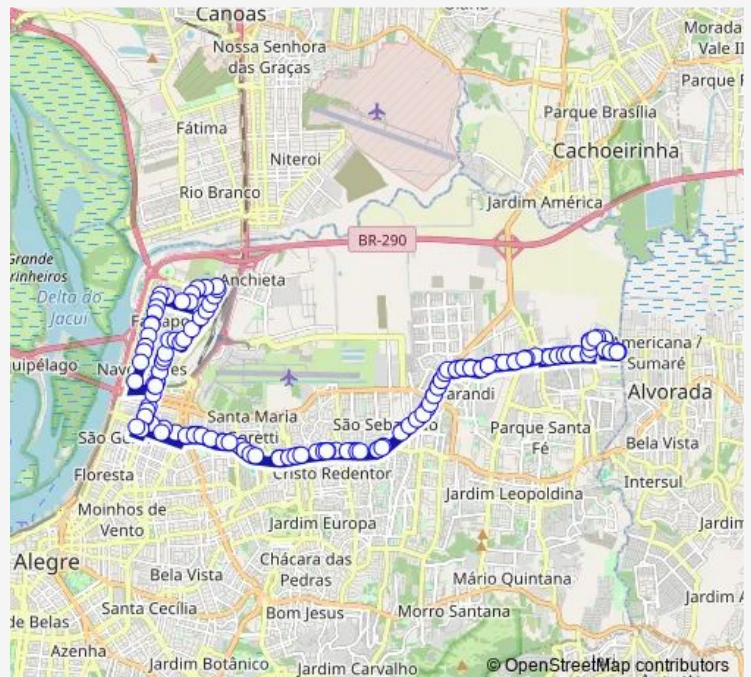 Canoas
Morada
Vale II
Nossa Senhora
das Graças
Parque
Parque Brasília
Fátima
Cachoeirinha
Niteroi
Rio Branco
Jardim América
BR-290
Grande
Anchieta
Delta do
Jacuí
Americana /
Sumaré
Alvorada
Santa Maria
Parque Santa
Fé
Bela Vista
Floresta
Cristo Redentor
Intersul
Jardim Leopoldina
Moinhos de
Vento
Jardim Europa
Alegre
Chácara das
Pedras
Bela Vista
Mário Quintana
Santa Cecília
Bom Jesus
Morro Santana
de Belas
Azenha
Jardim Botânico
Jardim Carvalho
© OpenStreetMap contributors